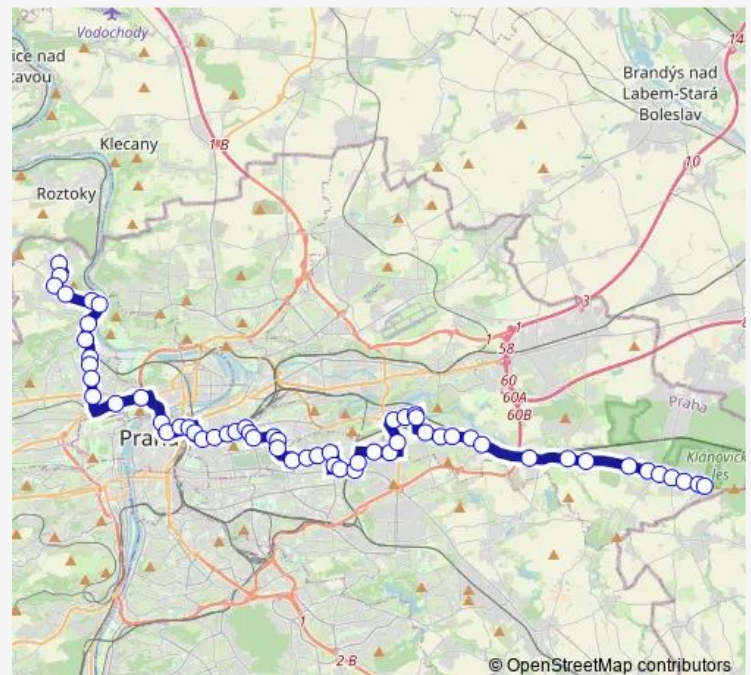 Vodochody
14
ice nad
tavou
Brandýs nad
Labem-Stará
Boleslav
1 B
Klecany
10
Roztoky
3
1
1
58
8
60
60A
60B
Praha
Praha
Klánovick
les
1
2 B
© OpenStreetMap contributors